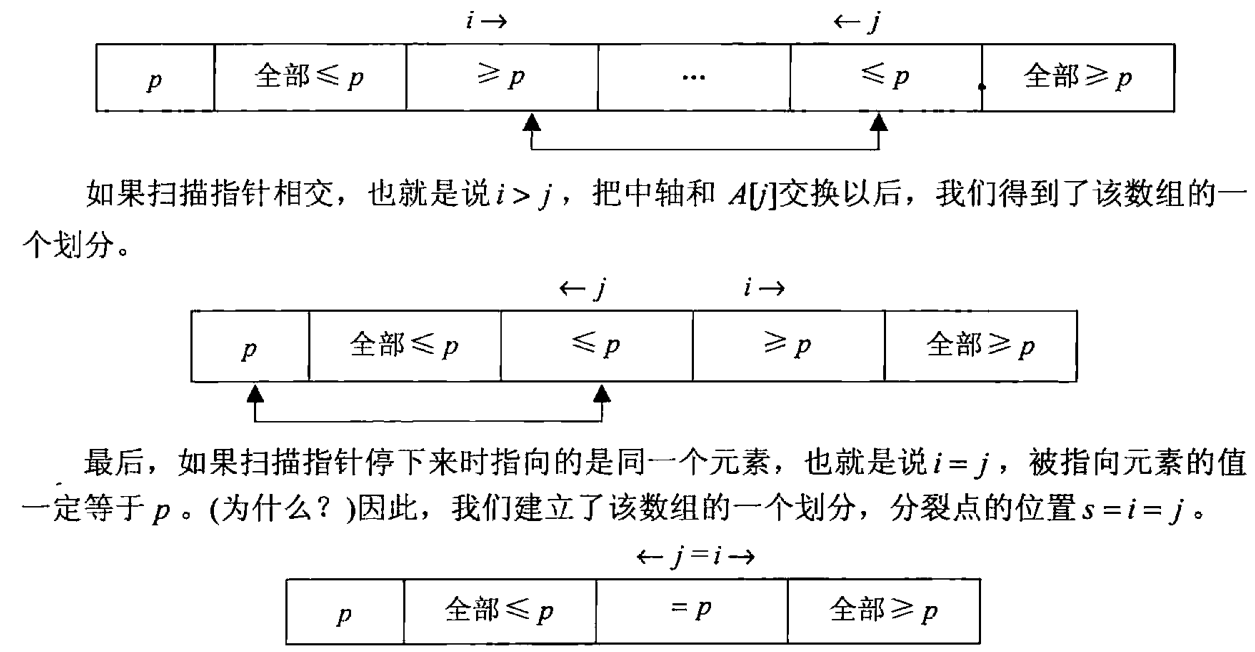 i→ ←j
p 全部≤p ≥p … ≤p 全部≥p
如果扫描指针相交，也就是说i>j，把中轴和 A[j]交换以后，我们得到了该数组的一
个划分。
←j i→
p 全部≤p ≤p ≥p 全部≥p
最后，如果扫描指针停下来时指向的是同一个元素，也就是说i=j，被指向元素的值
一定等于 p 。(为什么？)因此，我们建立了该数组的一个划分，分裂点的位置s=i=j。
←j=i→
p 全部≤p =p 全部≥p